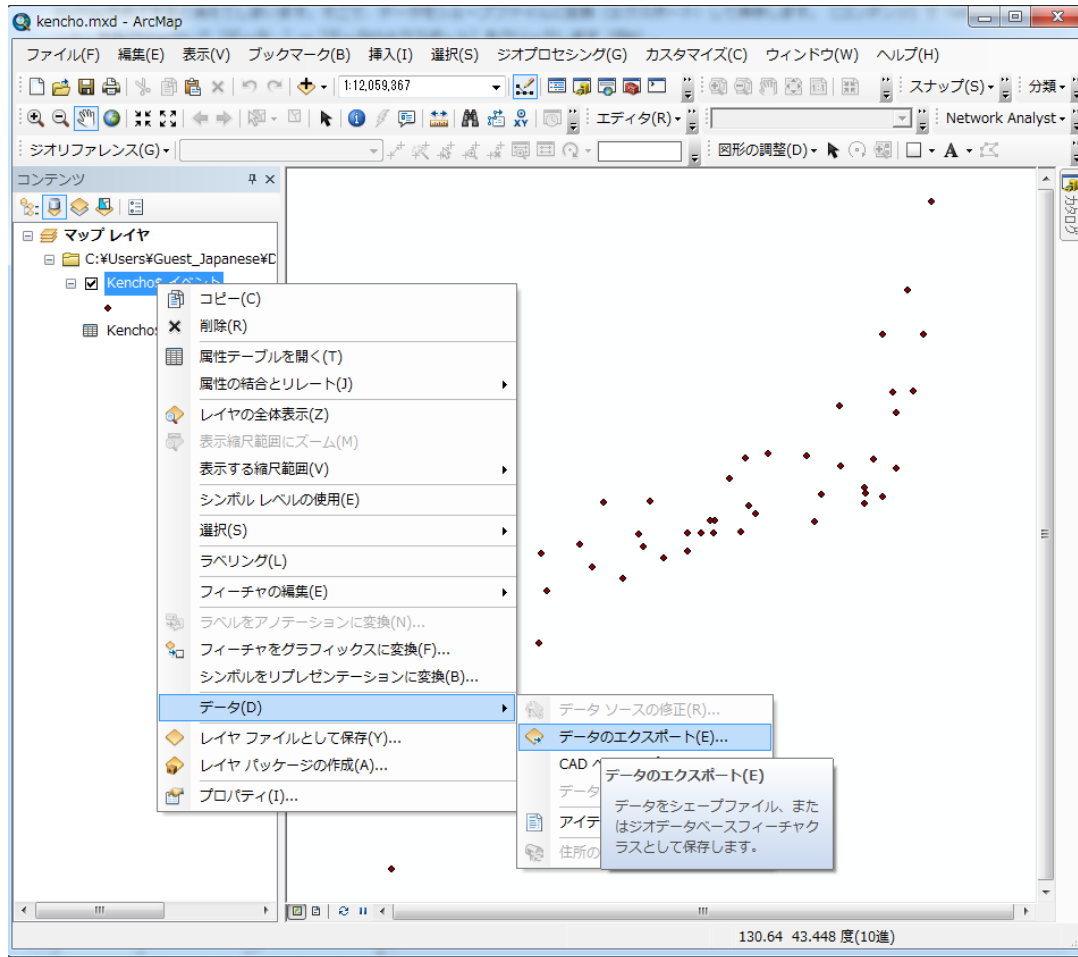 kencho.mxd - ArcMap
ファイル(F) 編集(E) 表示(V) ブックマーク(B) 挿入(I) 選択(S) ジオプロセシング(G) カスタマイズ(C) ウィンドウ(W) ヘルプ(H)
1:12,059,367 スナップ(S) 分類
エディタ(R) Network Analyst
ジオリファレンス(G) 図形の調整(D) A
コンテンツ
カタログ
マップ レイヤ
C:¥Users¥Guest_Japanese¥D
Kencho$ イベント
Kencho$
コピー(C)
削除(R)
属性テーブルを開く(T)
属性の結合とリレート(J)
レイヤの全体表示(Z)
表示縮尺範囲にズーム(M)
表示する縮尺範囲(V)
シンボル レベルの使用(E)
選択(S)
ラベリング(L)
フィーチャの編集(E)
ラベルをアノテーションに変換(N)...
フィーチャをグラフィックスに変換(F)...
シンボルをリプレゼンテーションに変換(B)...
データ(D)
レイヤ ファイルとして保存(Y)...
レイヤ パッケージの作成(A)...
プロパティ(I)...
データ ソースの修正(R)...
データのエクスポート(E)...
CAD
データ
アイテ
住所の
データのエクスポート(E)
データをシェープファイル、また
はジオデータベースフィーチャク
ラスとして保存します。
130.64 43.448 度(10進)